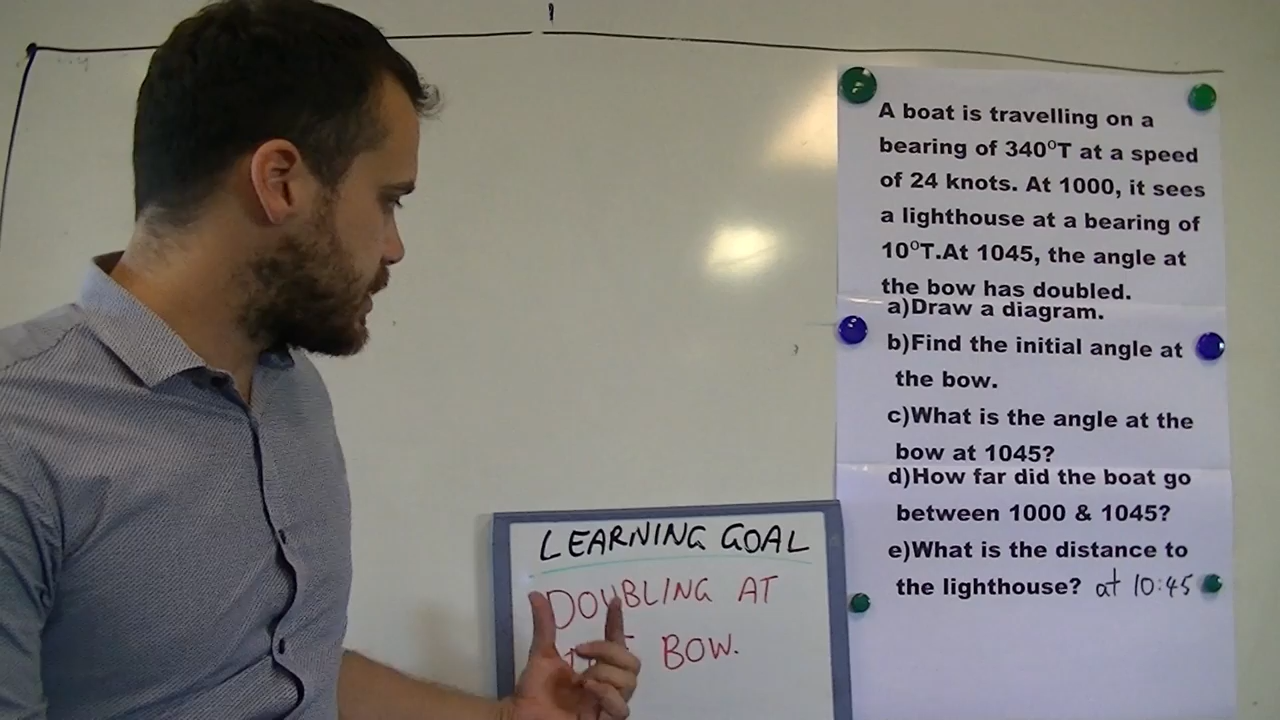 A boat is travelling on a
bearing of 340°T at a speed
of 24 knots. At 1000, it sees
a lighthouse at a bearing of
10°T.At 1045, the angle at
the bow has doubled.
a)Draw a diagram.
b)Find the initial angle at
the bow.
c)What is the angle at the
bow at 1045?
d)How far did the boat go
between 1000 & 1045?
e)What is the distance to
the lighthouse? at 10:45
LEARNING GOAL
DOUBLING AT
BOW.